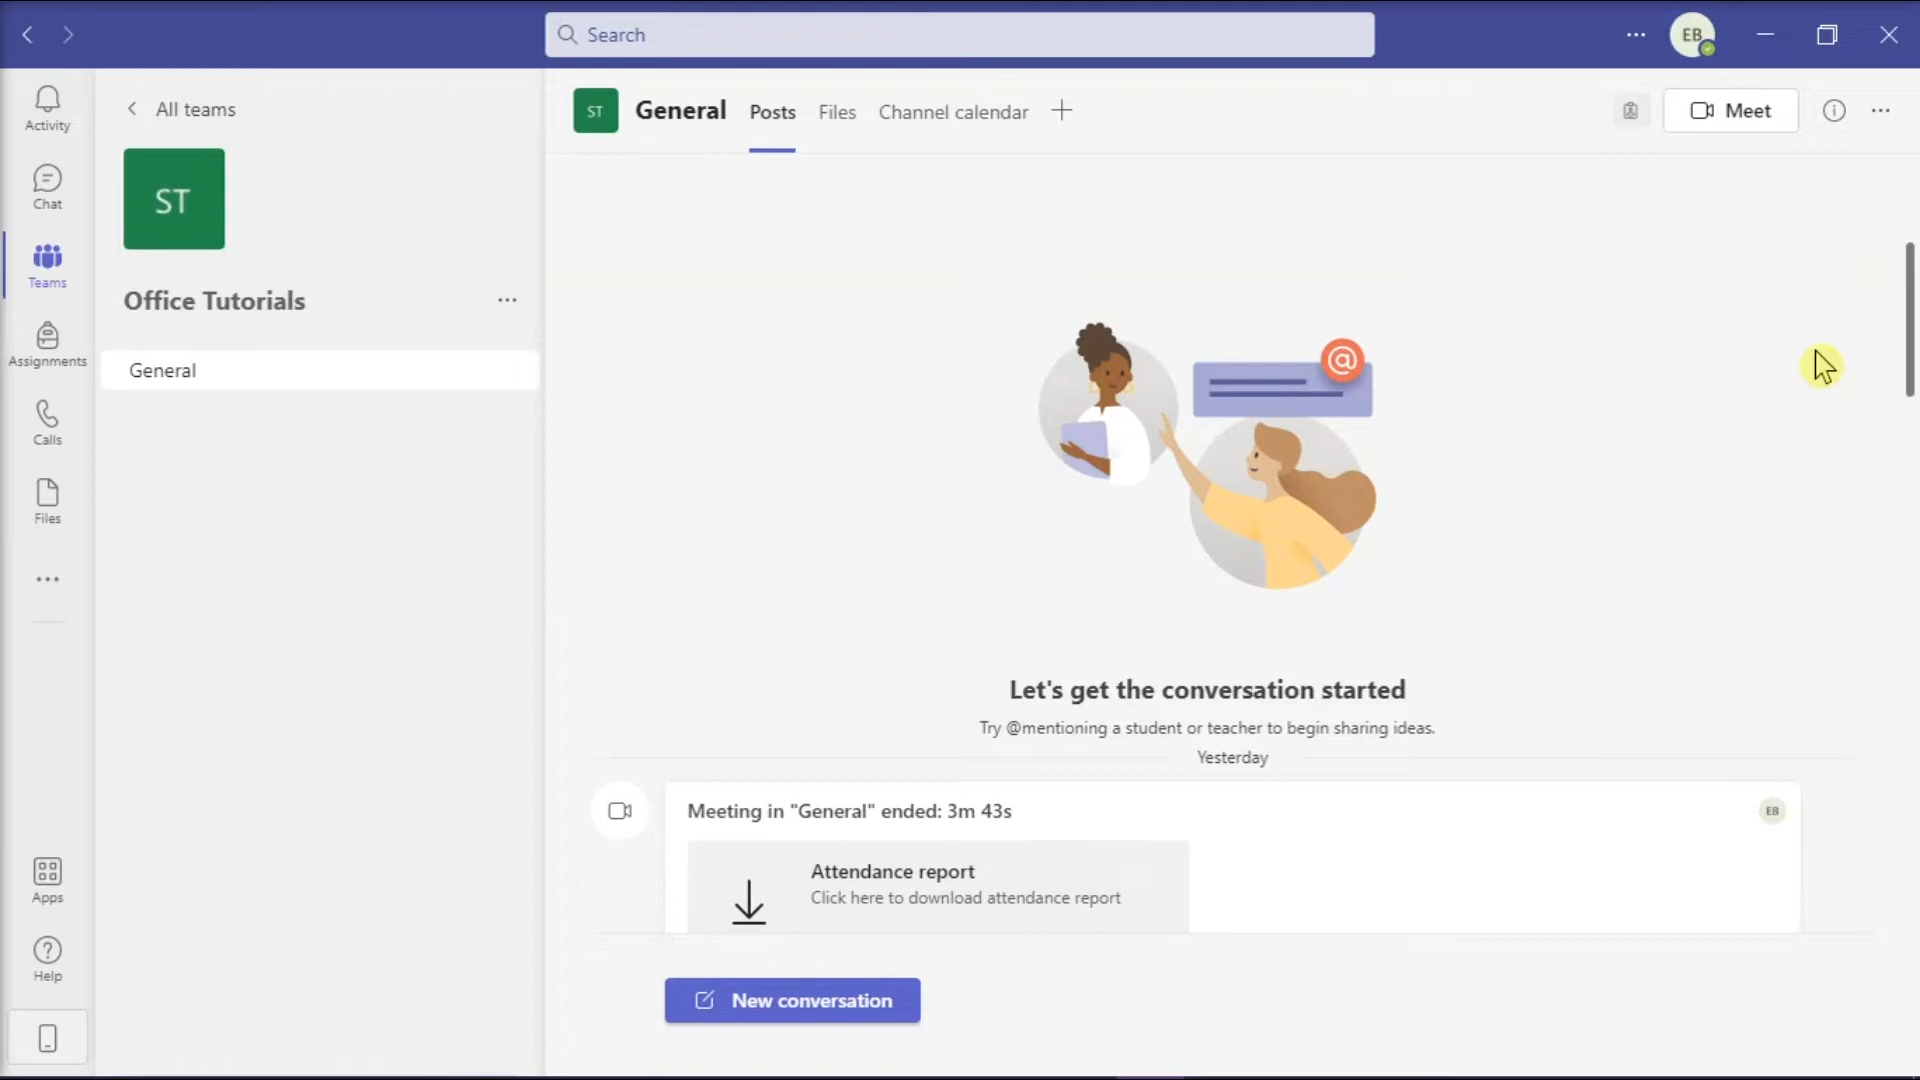 Search
EB
Activity
Chat
Teams
Assignments
Calls
Files
Apps
Help
All teams
ST
Office Tutorials
General
ST
General
Posts
Files
Channel calendar
Meet
@
Let's get the conversation started
Try @mentioning a student or teacher to begin sharing ideas.
Yesterday
Meeting in "General" ended: 3m 43s
EB
Attendance report
Click here to download attendance report
New conversation